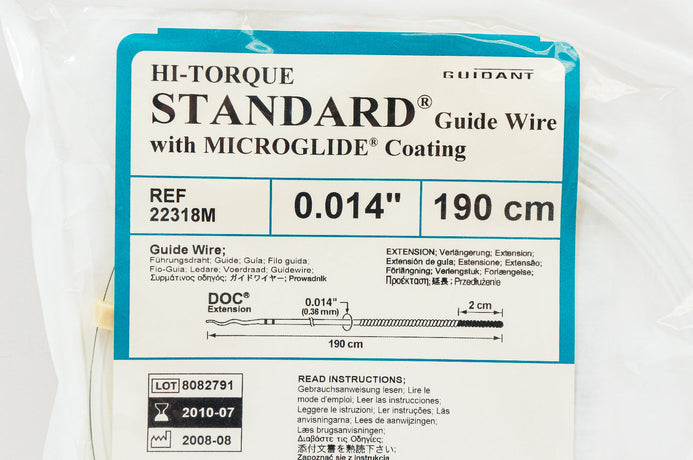 HI-TORQUE
GUIDANT
STANDARD® Guide Wire
with MICROGLIDE® Coating
REF
22318M
0.014"
190 cm
Guide Wire;
Führungsdraht; Guide; Guia; Filo guida;
Fio-Guia; Ledare; Voerdraad; Guidewire;
Συρμάτινος οδηγός; ガイドワイヤー; Prowadnik
EXTENSION; Verlängerung; Extension;
Extensión de guía; Estensione; Extensão;
Förlängning; Verlengstuk; Forlængelse;
Προέκταση; 延長; Przedłużenie
DOC®
Extension
0.014"
(0.36 mm)
2 cm
190 cm
LOT 8082791
2010-07
2008-08
READ INSTRUCTIONS;
Gebrauchsanweisung lesen; Lire le
mode d'emploi; Leer las instrucciones;
Leggere le istruzioni; Ler instruções; Läs
anvisningarna; Lees de aanwijzingen;
Læs brugsanvisningen;
Διαβάστε τις Οδηγίες;
添付文書を熟読下さい;
Zapoznać się z instrukcją